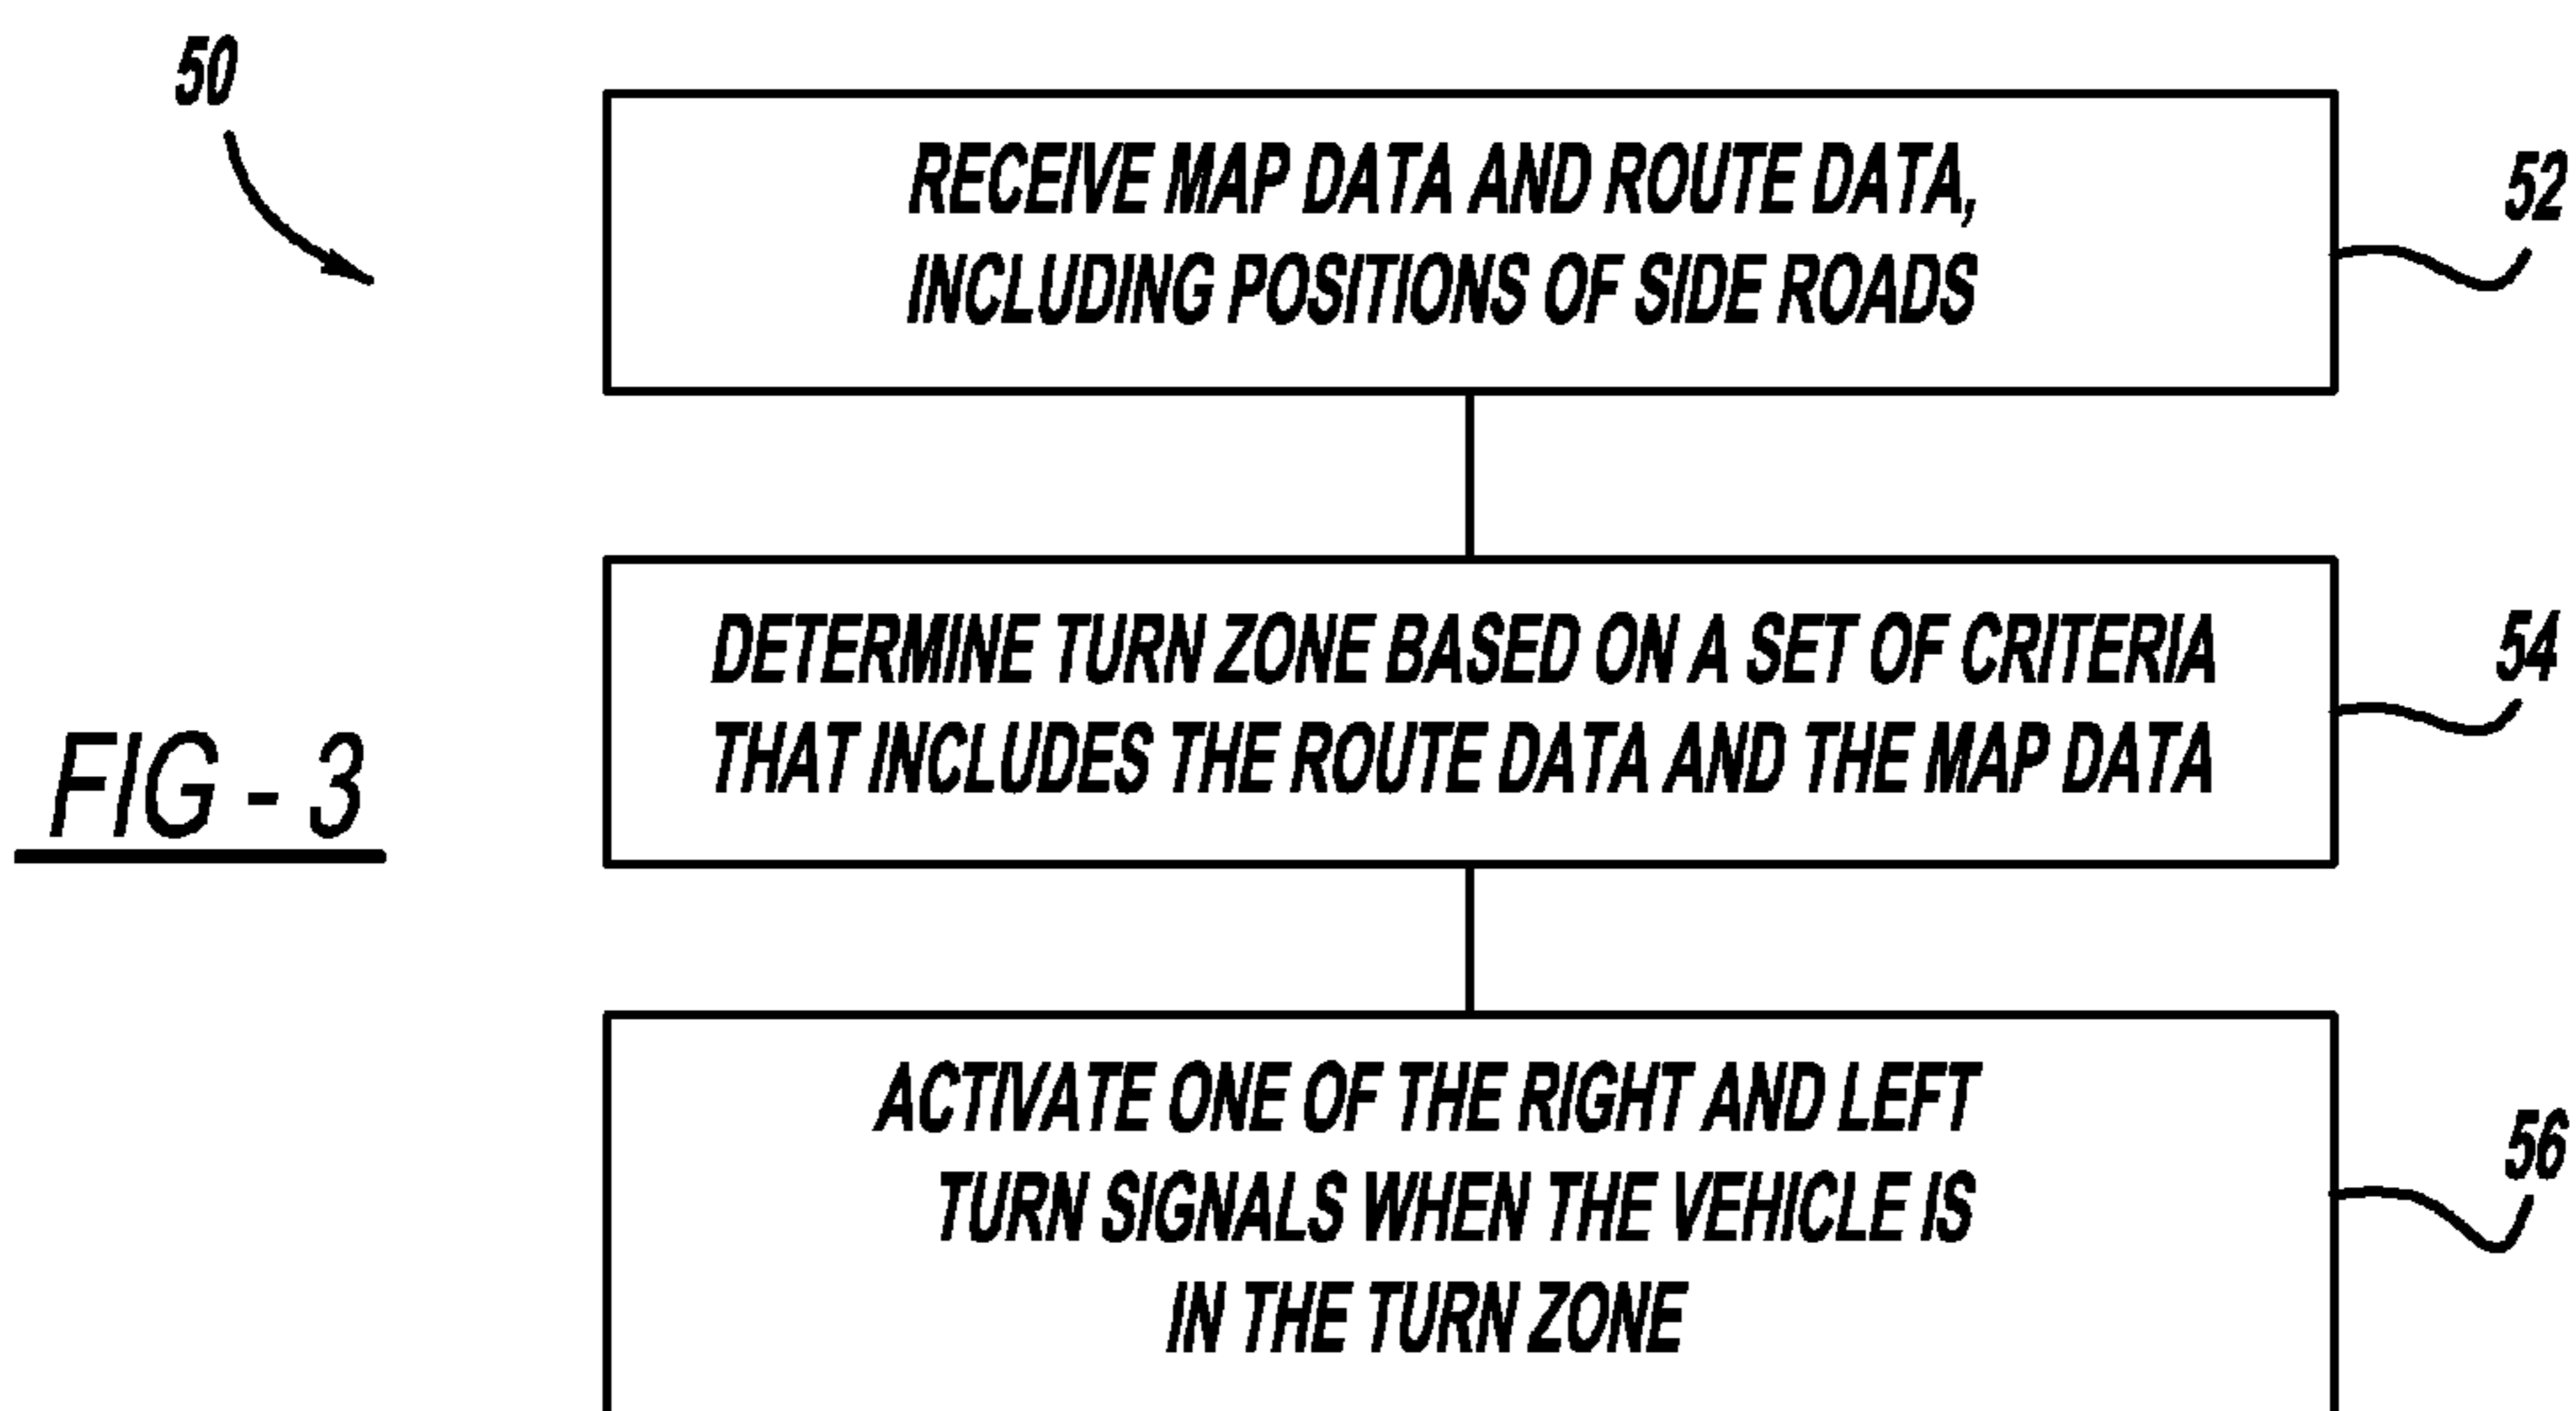 50
RECEIVE MAP DATA AND ROUTE DATA,
INCLUDING POSITIONS OF SIDE ROADS
52
DETERMINE TURN ZONE BASED ON A SET OF CRITERIA
THAT INCLUDES THE ROUTE DATA AND THE MAP DATA
54
FIG - 3
ACTIVATE ONE OF THE RIGHT AND LEFT
TURN SIGNALS WHEN THE VEHICLE IS
IN THE TURN ZONE
56